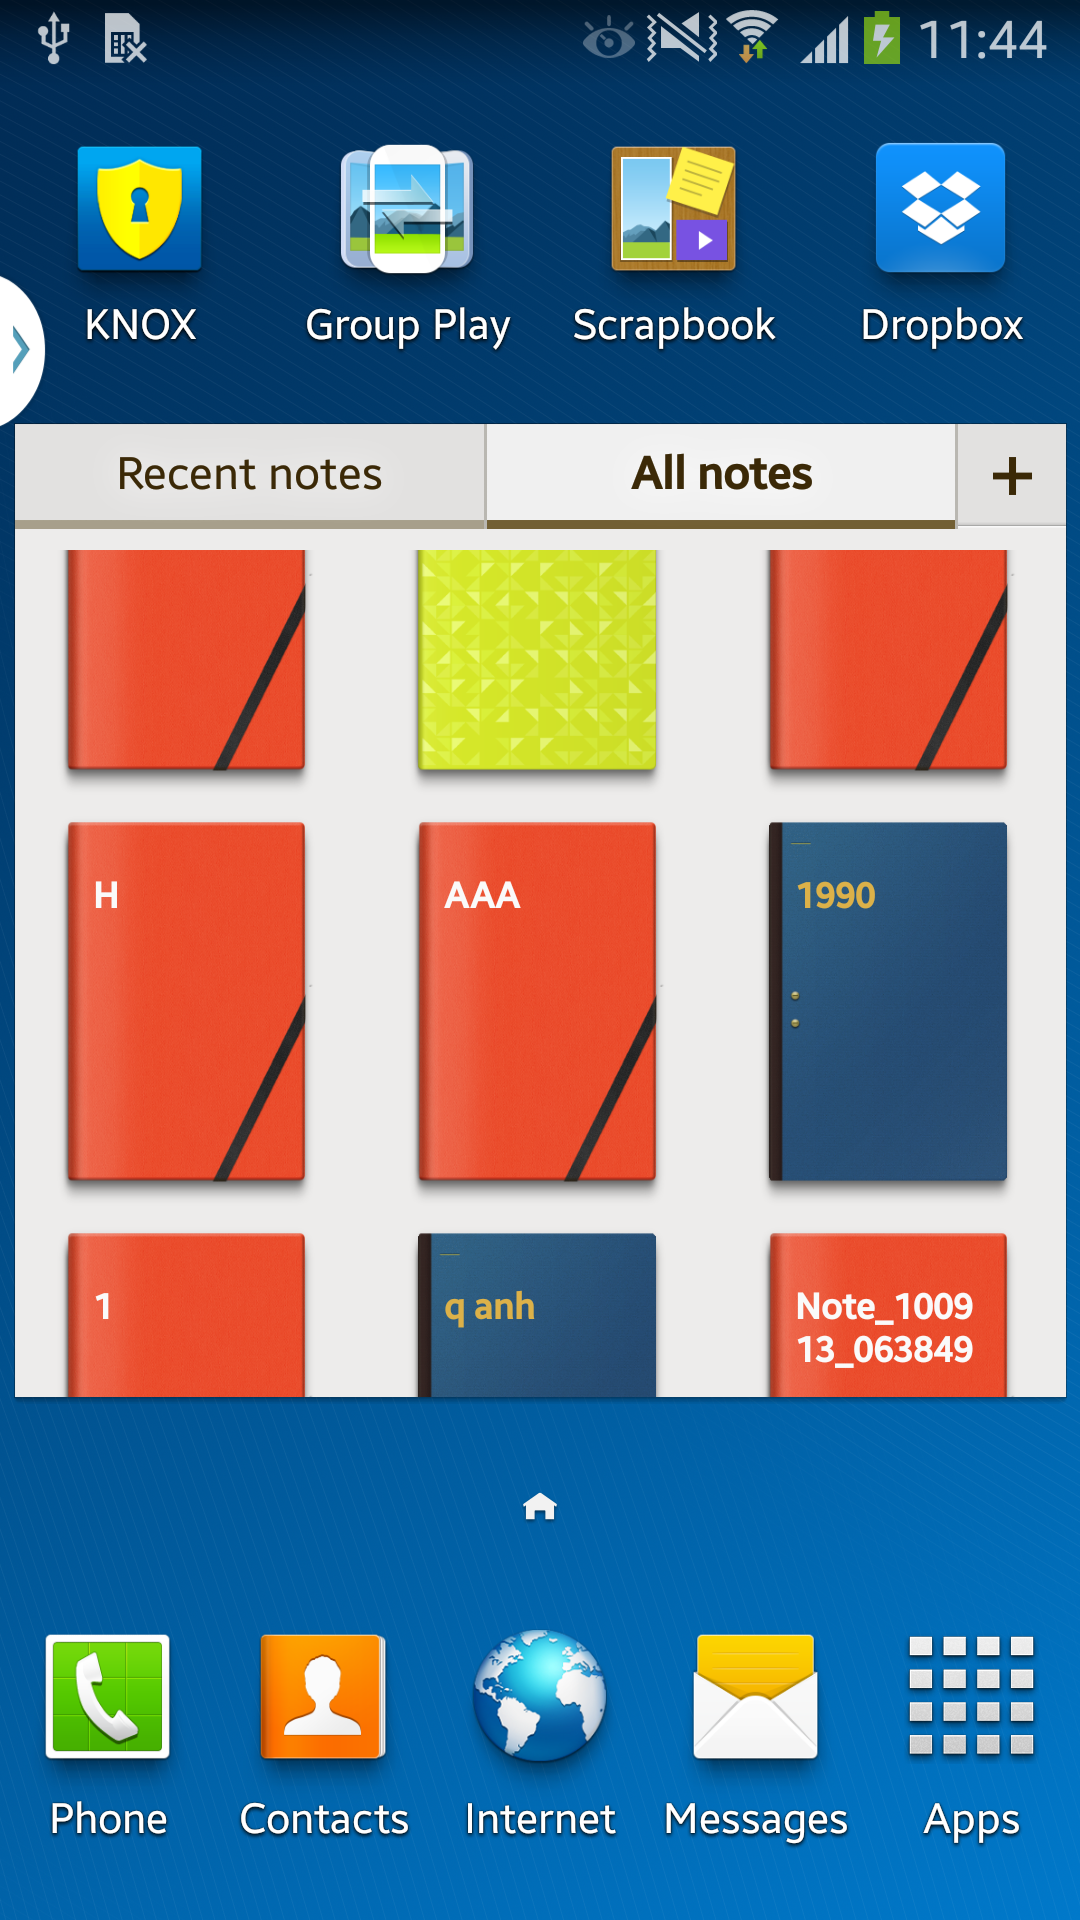 11:44
KNOX
Group Play
Scrapbook
Dropbox
Recent notes
All notes
+
H
AAA
1990
1
q anh
Note_1009
13_063849
Phone
Contacts
Internet
Messages
Apps